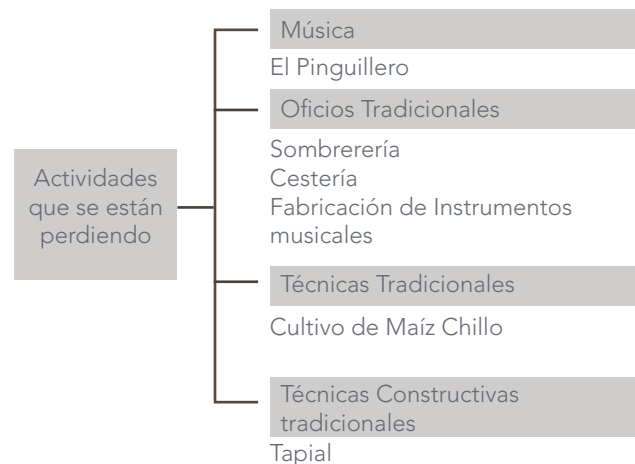 Actividades
que se están
perdiendo
Música
El Pinguillero
Oficios Tradicionales
Sombrerería
Cestería
Fabricación de Instrumentos
musicales
Técnicas Tradicionales
Cultivo de Maíz Chillo
Técnicas Constructivas
tradicionales
Tapial